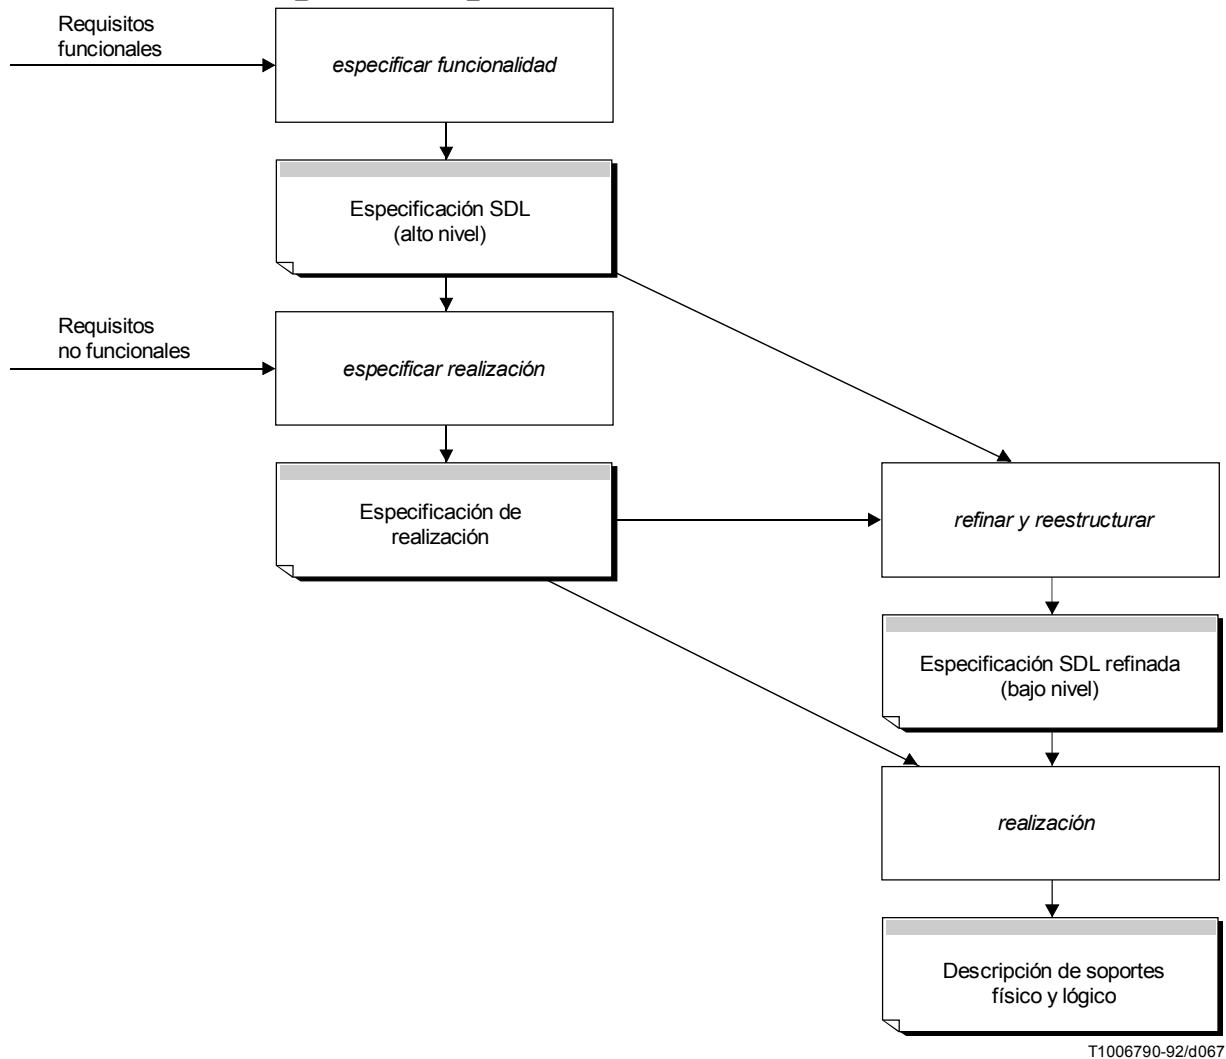 Requisitos
funcionales
especificar funcionalidad
Especificación SDL
(alto nivel)
Requisitos
no funcionales
especificar realización
Especificación de
realización
refinar y reestructurar
Especificación SDL refinada
(bajo nivel)
realización
Descripción de soportes
físico y lógico
T1006790-92/d067